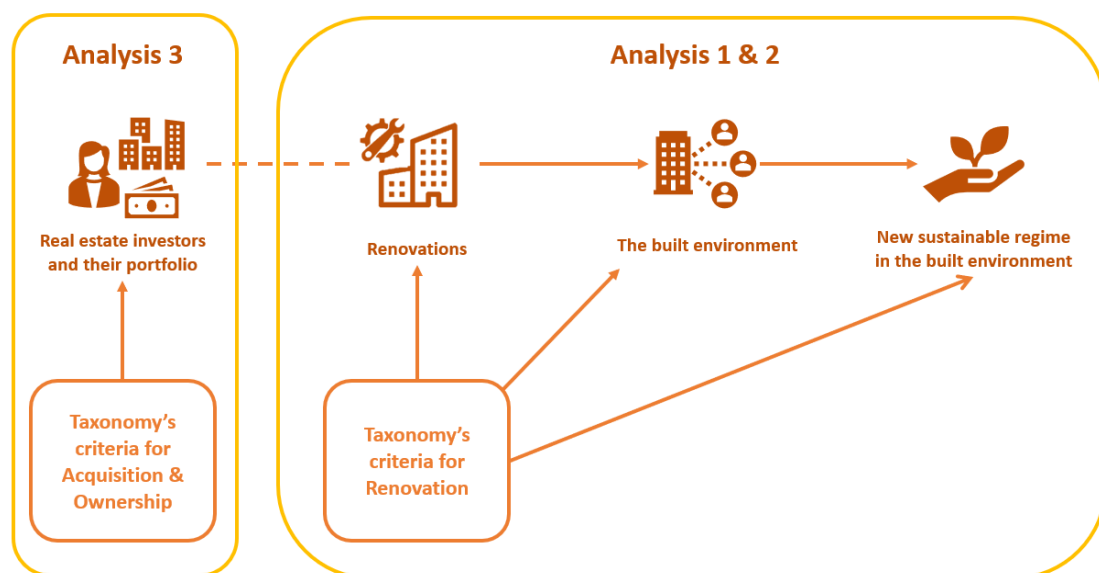 Analysis 3
Analysis 1 & 2
Real estate investors
and their portfolio
Renovations
The built environment
New sustainable regime
in the built environment
Taxonomy’s
criteria for
Acquisition &
Ownership
Taxonomy’s
criteria for
Renovation